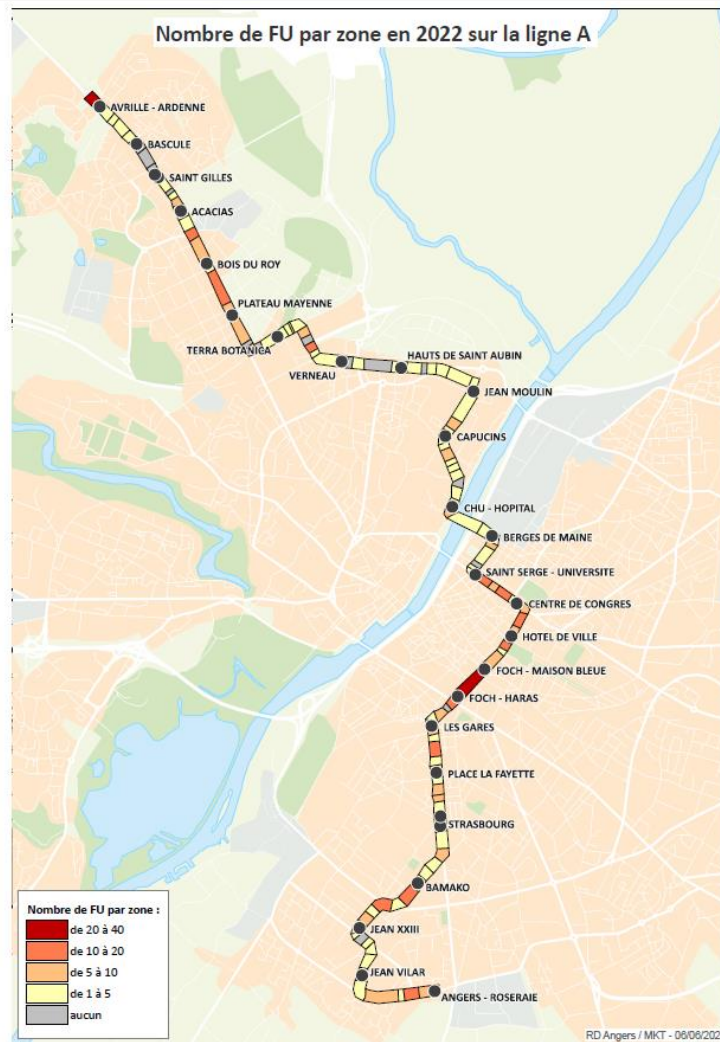 Nombre de FU par zone en 2022 sur la ligne A
AVRILLE - ARDENNE
BASCULE
SAINT GILLES
ACACIAS
BOIS DU ROY
PLATEAU MAYENNE
TERRA BOTANICA
VERNEAU
HAUTS DE SAINT AUBIN
JEAN MOULIN
CAPUCINS
CHU - HOPITAL
BERGES DE MAINE
SAINT SERGE - UNIVERSITE
CENTRE DE CONGRES
HOTEL DE VILLE
FOCH - MAISON BLEUE
FOCH - HARAS
LES GARES
PLACE LA FAYETTE
STRASBOURG
BAMAKO
JEAN XXIII
JEAN VILAR
ANGERS - ROSERAIE
Nombre de FU par zone :
de 20 à 40
de 10 à 20
de 5 à 10
de 1 à 5
aucun
RD Angers / MKT - 06/06/202